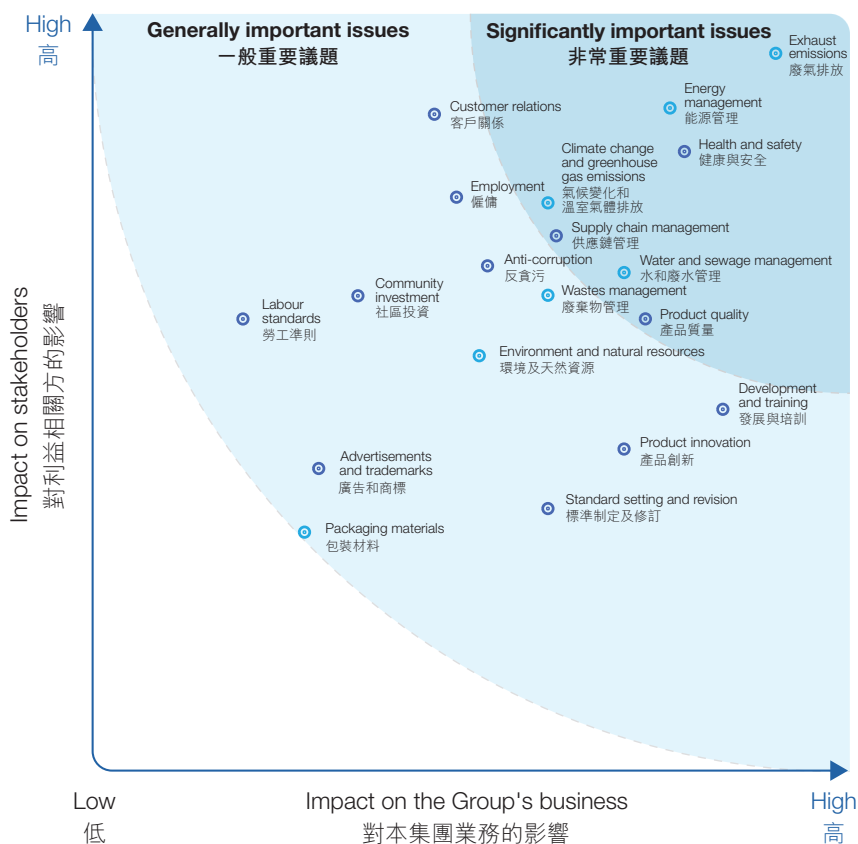 High
高
Generally important issues
一般重要議題
Significantly important issues
非常重要議題
Exhaust
emissions
廢氣排放
Energy
management
能源管理
Customer relations
客戶關係
Health and safety
健康與安全
Climate change
and greenhouse
gas emissions
氣候變化和
溫室氣體排放
Employment
僱傭
Supply chain management
供應鏈管理
Anti-corruption
反貪污
Water and sewage management
水和廢水管理
Community
investment
社區投資
Wastes management
廢棄物管理
Labour
standards
勞工準則
Product quality
產品質量
Environment and natural resources
環境及天然資源
Development
and training
發展與培訓
Product innovation
產品創新
Advertisements
and trademarks
廣告和商標
Standard setting and revision
標準制定及修訂
Packaging materials
包裝材料
Impact on stakeholders
對利益相關方的影響
Low
低
Impact on the Group's business
對本集團業務的影響
High
高